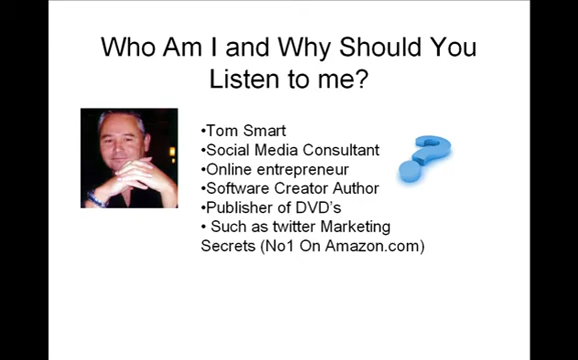 Who Am I and Why Should You
Listen to me?
•Tom Smart
•Social Media Consultant
•Online entrepreneur
•Software Creator Author
•Publisher of DVD's
• Such as twitter Marketing
Secrets (No1 On Amazon.com)